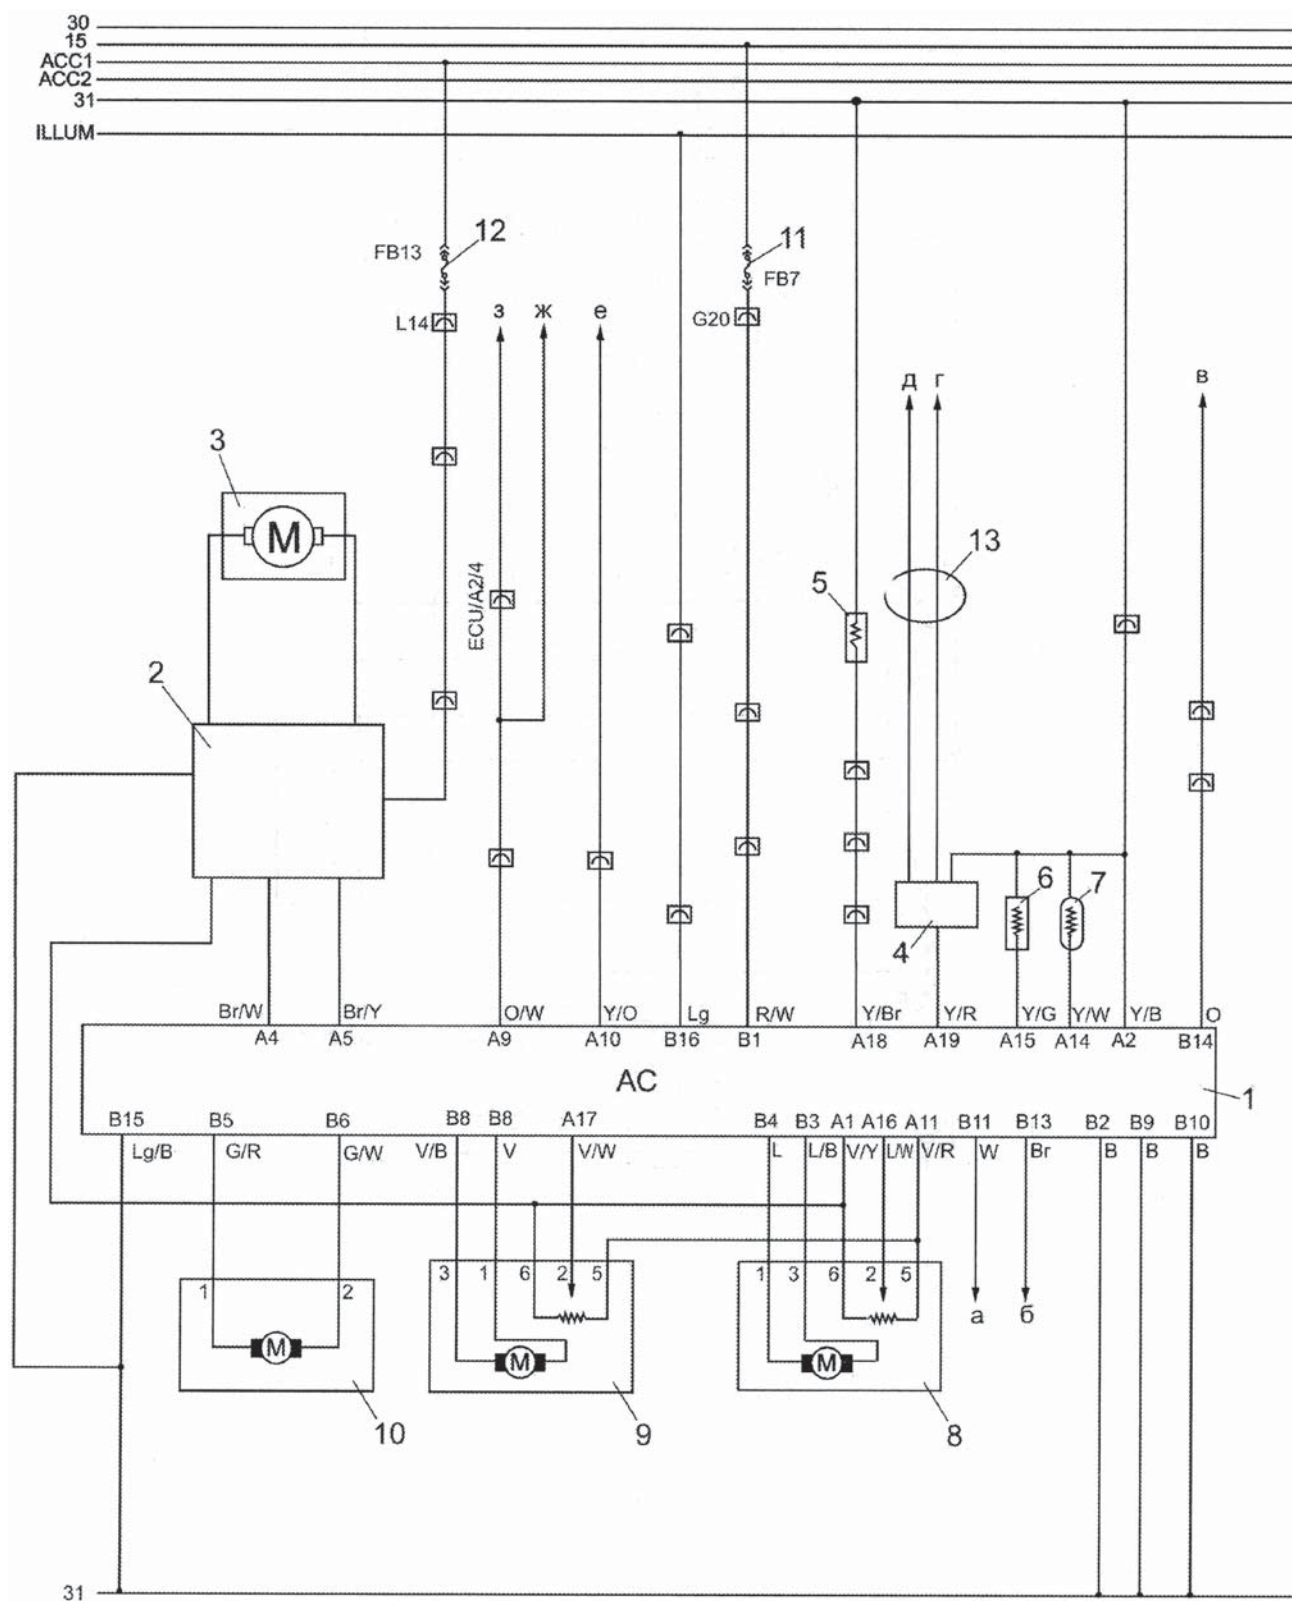 30
15
ACC1
ACC2
31
ILLUM
12
11
FB13
FB7
L14
з
ж
е
G20
д
г
в
3
M
ECU/A2/4
13
5
2
6
7
4
Br/W
Br/Y
O/W
Y/O
Lg
R/W
Y/Br
Y/R
Y/G
Y/W
Y/B
O
A4
A5
A9
A10
B16
B1
A18
A19
A15
A14
A2
B14
AC
1
B15
B5
B6
B8
B8
A17
B4
B3
A1
A16
A11
B11
B13
B2
B9
B10
Lg/B
G/R
G/W
V/B
V
V/W
L
L/B
V/Y
L/W
V/R
W
Br
B
B
B
1
2
3
1
6
2
5
1
3
6
2
5
а
б
M
M
M
10
9
8
31